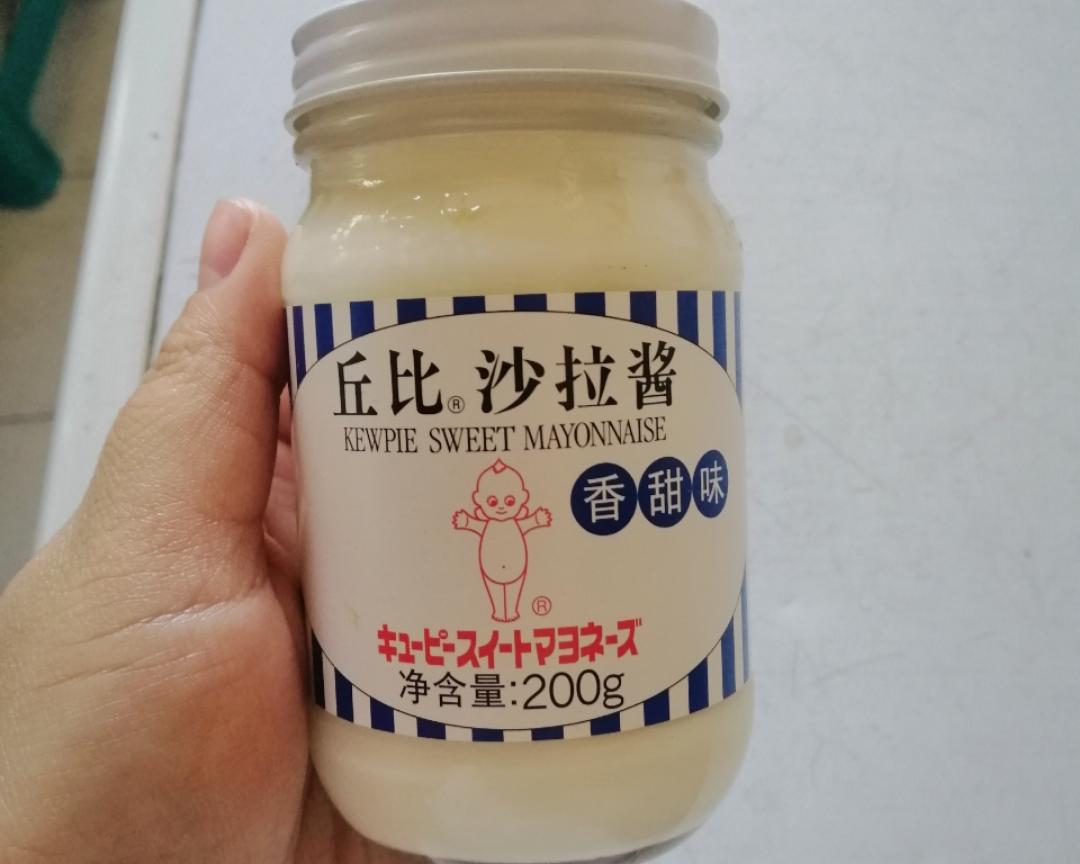 丘比®沙拉酱
KEWPIE SWEET MAYONNAISE
香甜味
®
キューピースイートマヨネーズ
净含量:200g